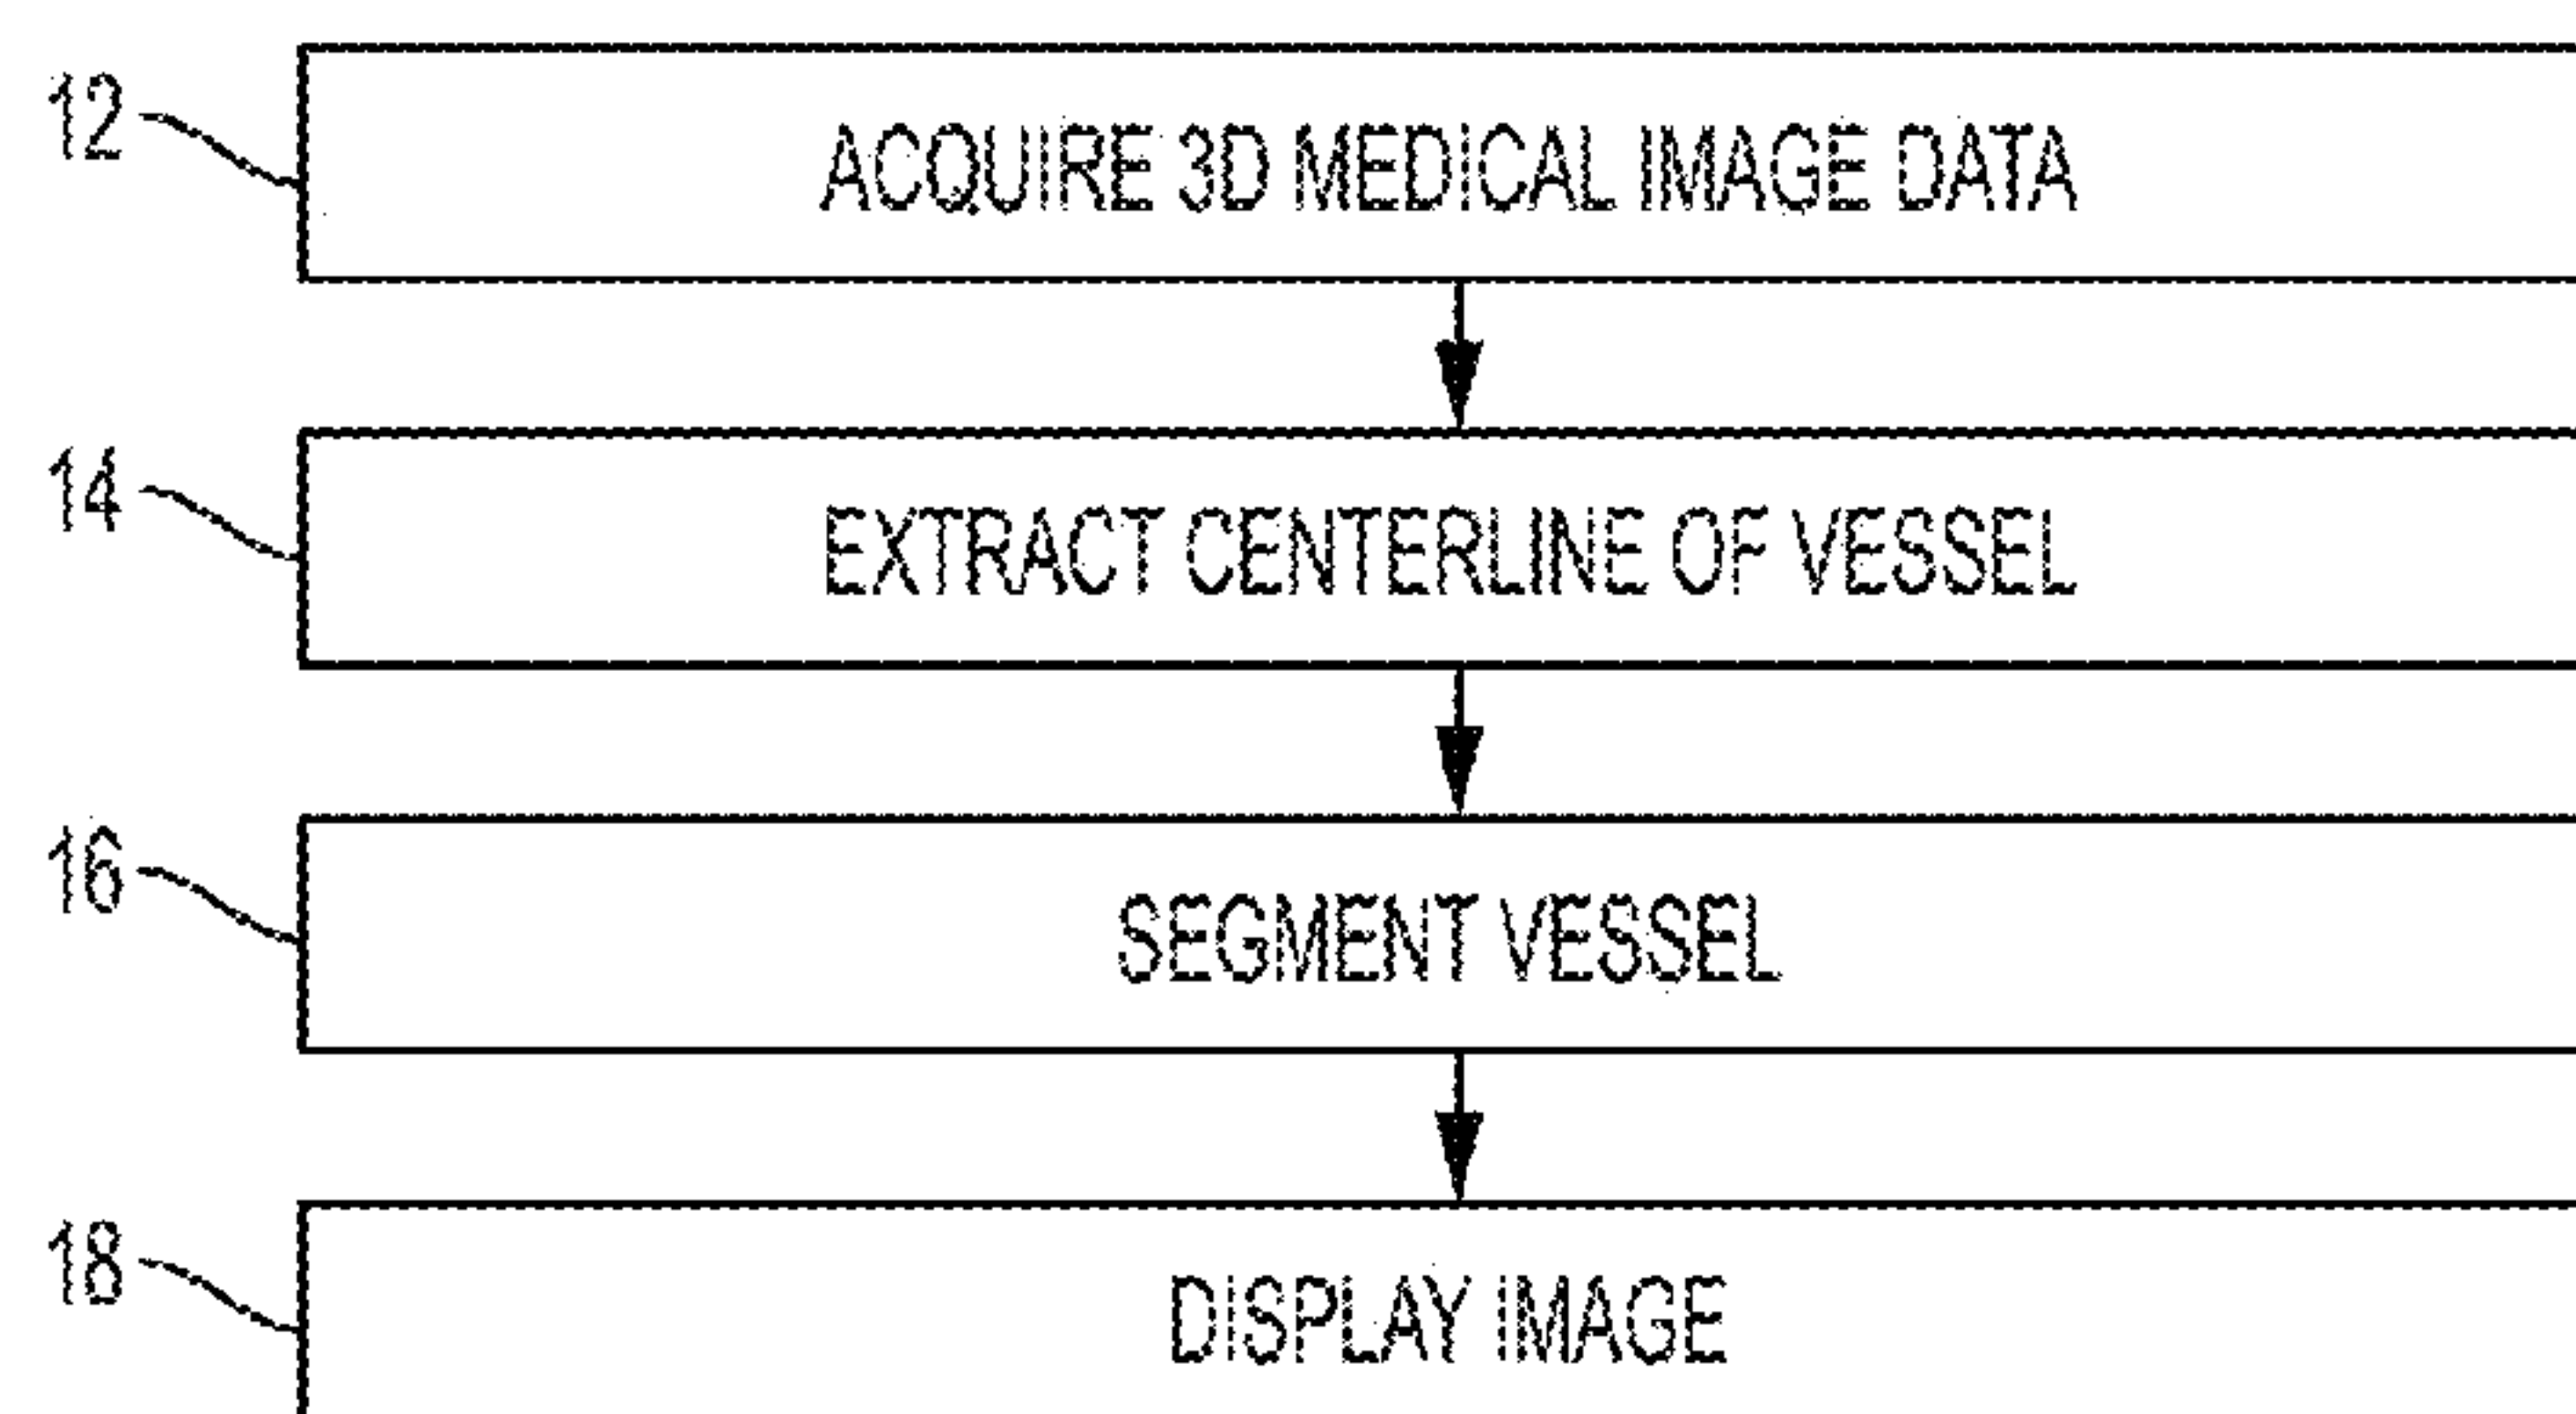 12
ACQUIRE 3D MEDICAL IMAGE DATA
14
EXTRACT CENTERLINE OF VESSEL
16
SEGMENT VESSEL
18
DISPLAY IMAGE